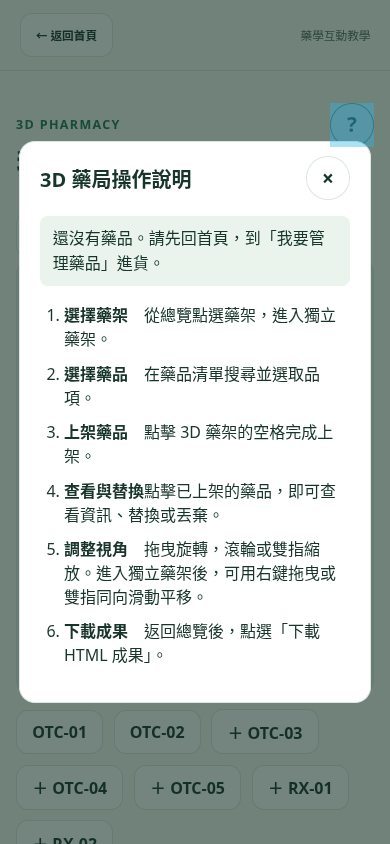 ← 返回首頁
藥學互動教學
3D PHARMACY
?
3D 藥局操作說明
×
還沒有藥品。請先回首頁，到「我要管
理藥品」進貨。
1. 選擇藥架 從總覽點選藥架，進入獨立
藥架。
2. 選擇藥品 在藥品清單搜尋並選取品
項。
3. 上架藥品 點擊 3D 藥架的空格完成上
架。
4. 查看與替換點擊已上架的藥品，即可查
看資訊、替換或丟棄。
5. 調整視角 拖曳旋轉，滾輪或雙指縮
放。進入獨立藥架後，可用右鍵拖曳或
雙指同向滑動平移。
6. 下載成果 返回總覽後，點選「下載
HTML 成果」。
OTC-01
OTC-02
＋ OTC-03
＋ OTC-04
＋ OTC-05
＋ RX-01
＋ RX-02